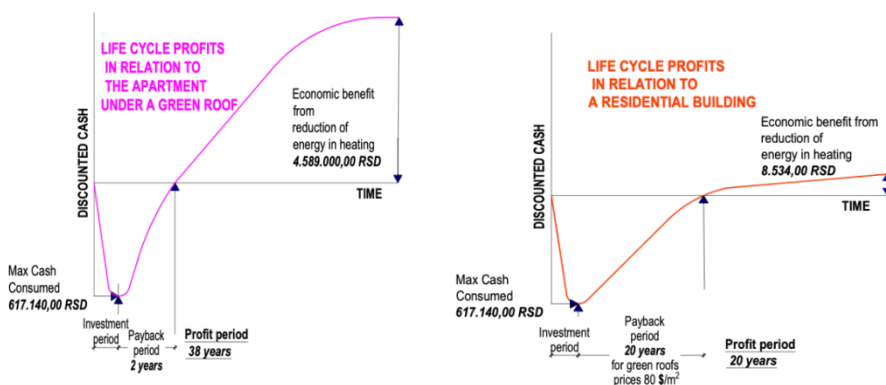 LIFE CYCLE PROFITS
IN RELATION TO
THE APARTMENT
UNDER A GREEN ROOF
DISCOUNTED CASH
Economic benefit
from
reduction of
energy in heating
4.589.000,00 RSD
TIME
Max Cash
Consumed
617.140,00 RSD
Investment
period
Payback
period
2 years
Profit period
38 years
LIFE CYCLE PROFITS
IN RELATION TO
A RESIDENTIAL BUILDING
DISCOUNTED CASH
Economic benefit from
reduction of
energy in heating
8.534,00 RSD
TIME
Max Cash
Consumed
617.140,00 RSD
Investment
period
Payback
period
20 years
for green roofs
prices 80 $/m²
Profit period
20 years